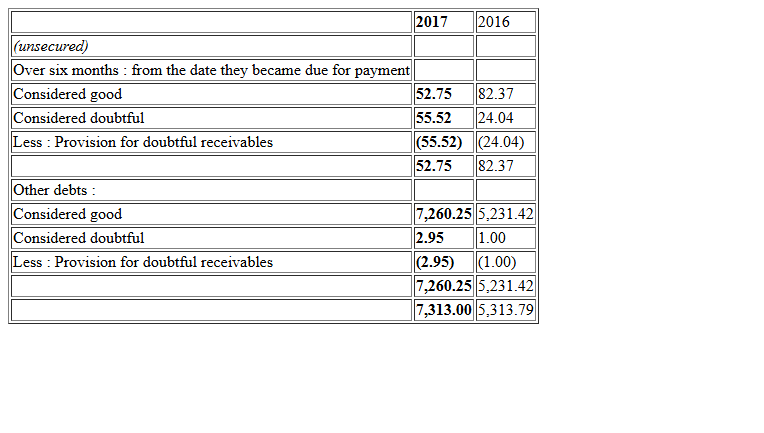 2017 2016
(unsecured)
Over six months : from the date they became due for payment
Considered good 52.75 82.37
Considered doubtful 55.52 24.04
Less : Provision for doubtful receivables (55.52) (24.04)
52.75 82.37
Other debts :
Considered good 7,260.25 5,231.42
Considered doubtful 2.95 1.00
Less : Provision for doubtful receivables (2.95) (1.00)
7,260.25 5,231.42
7,313.00 5,313.79